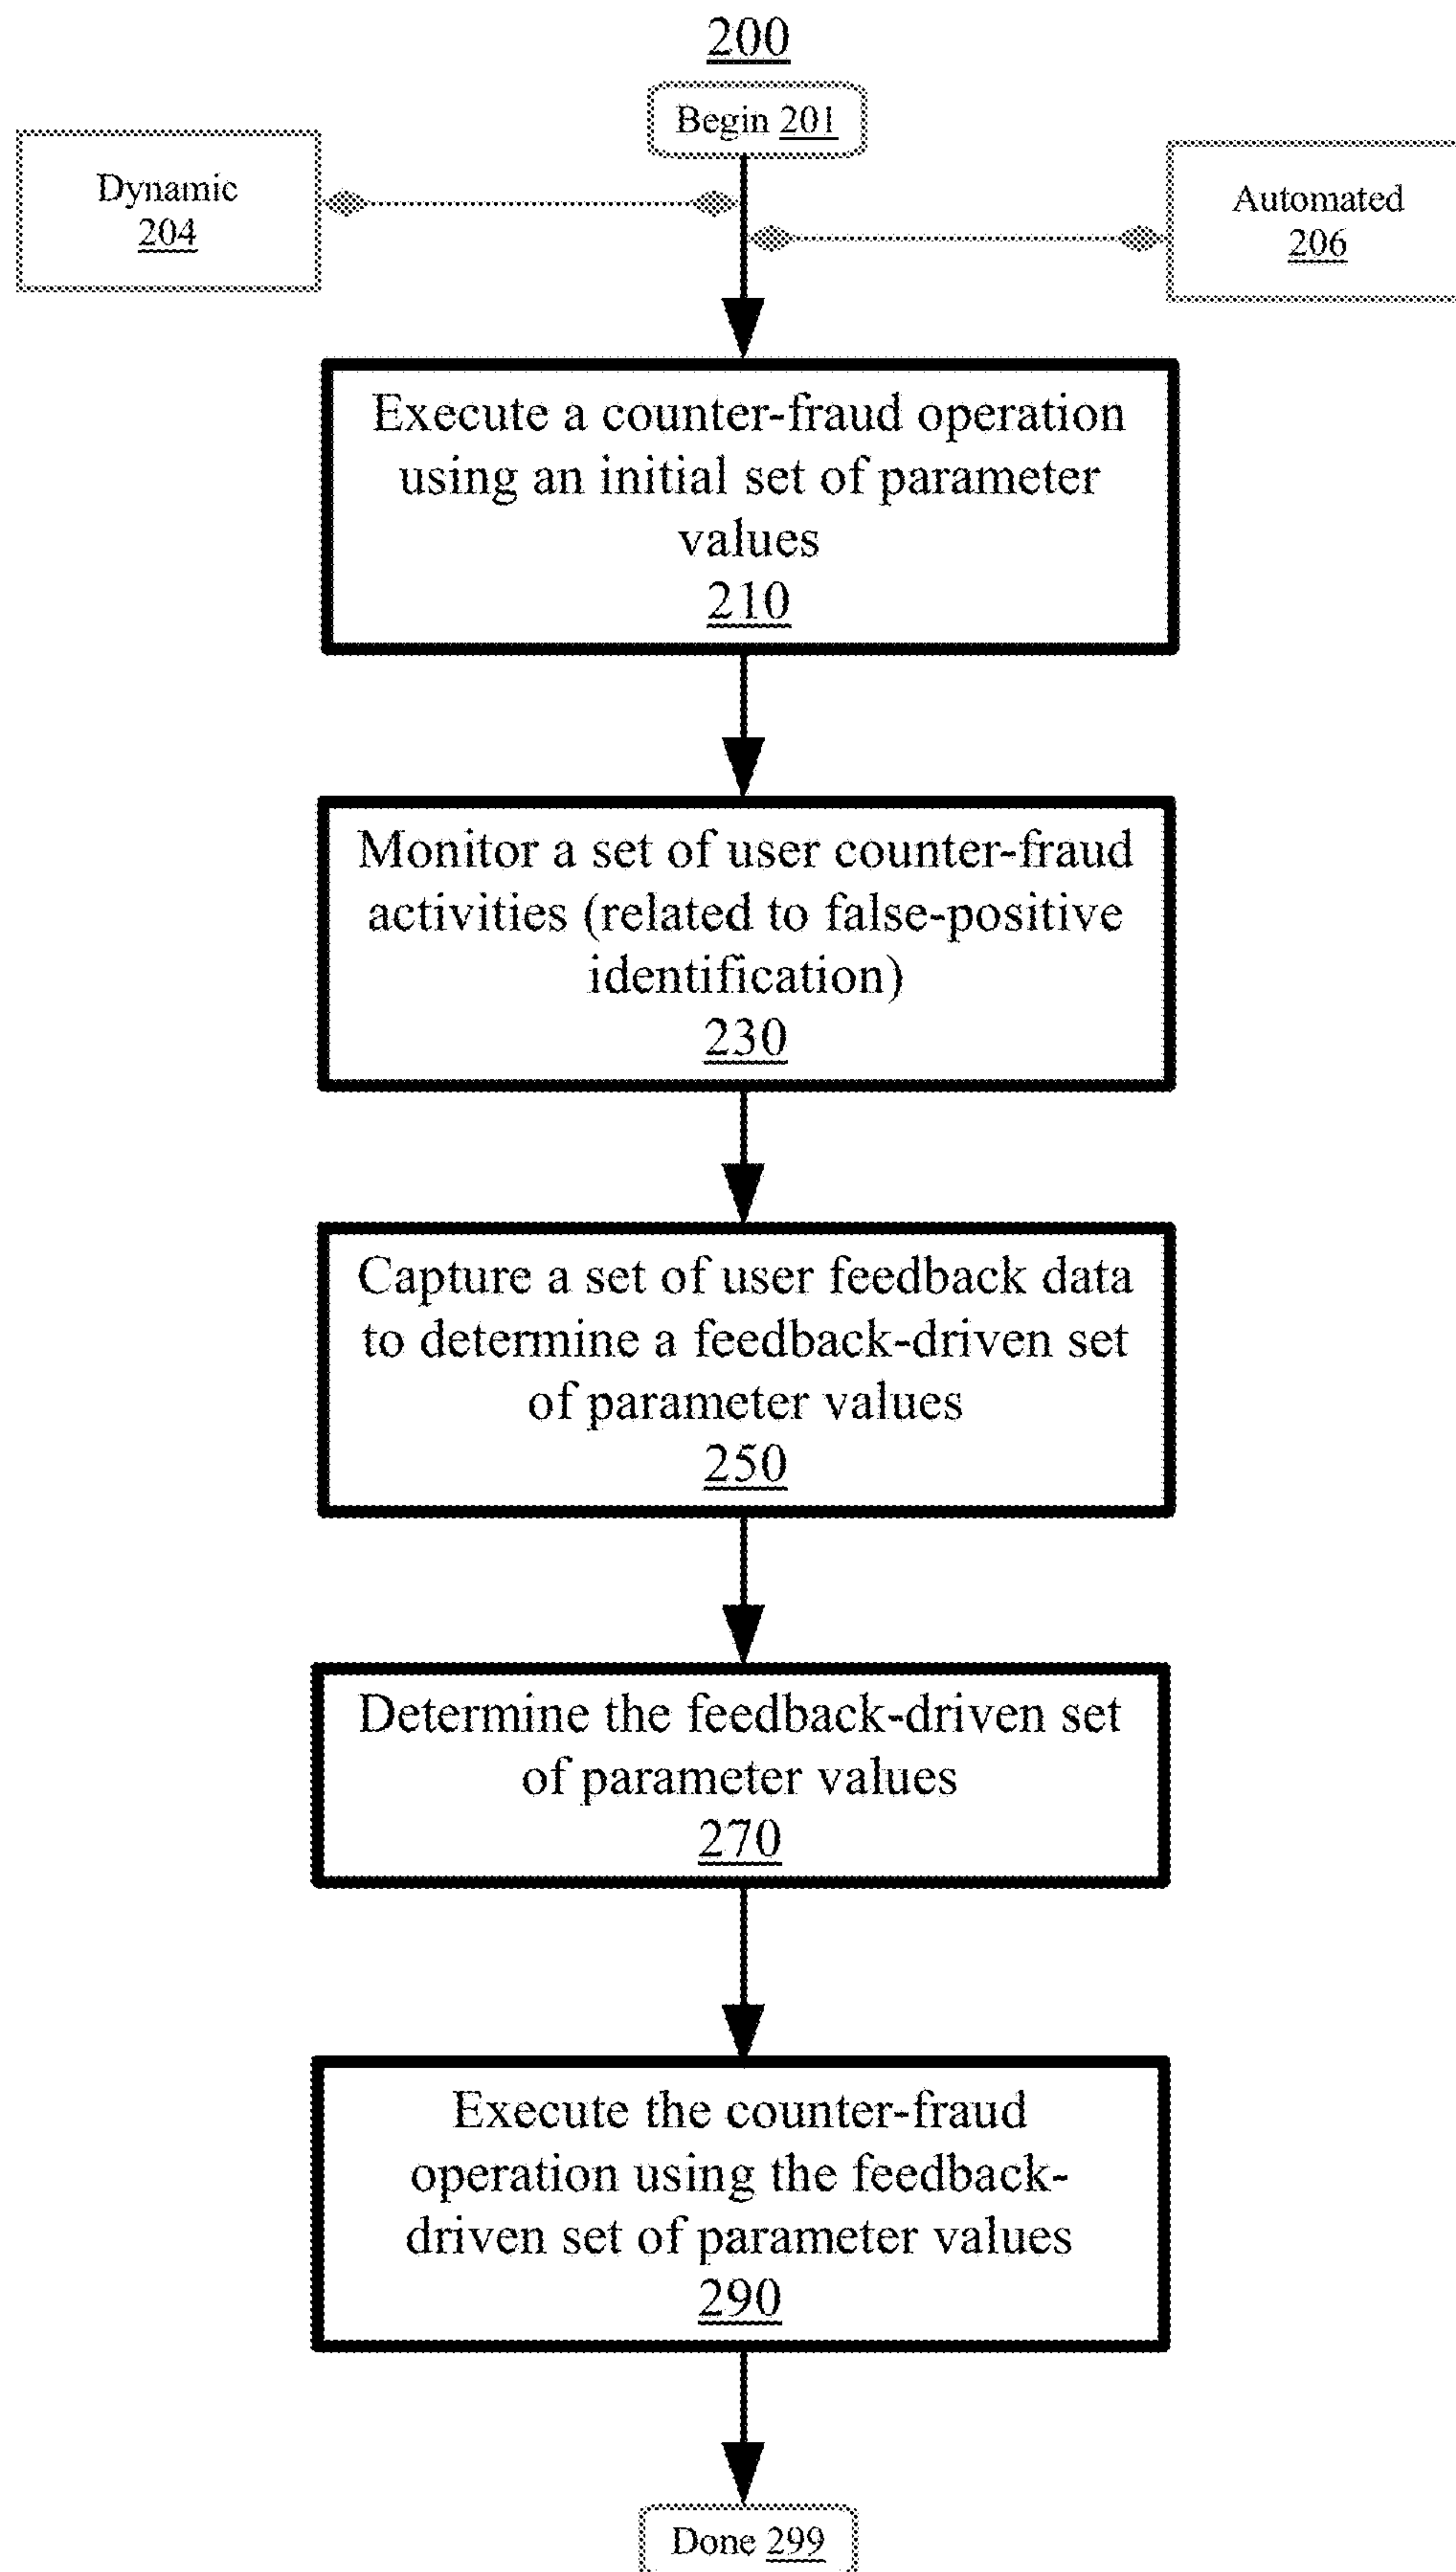 200
Begin 201
Dynamic
204
Automated
206
Execute a counter-fraud operation
using an initial set of parameter
values
210
Monitor a set of user counter-fraud
activities (related to false-positive
identification)
230
Capture a set of user feedback data
to determine a feedback-driven set
of parameter values
250
Determine the feedback-driven set
of parameter values
270
Execute the counter-fraud
operation using the feedback-
driven set of parameter values
290
Done 299